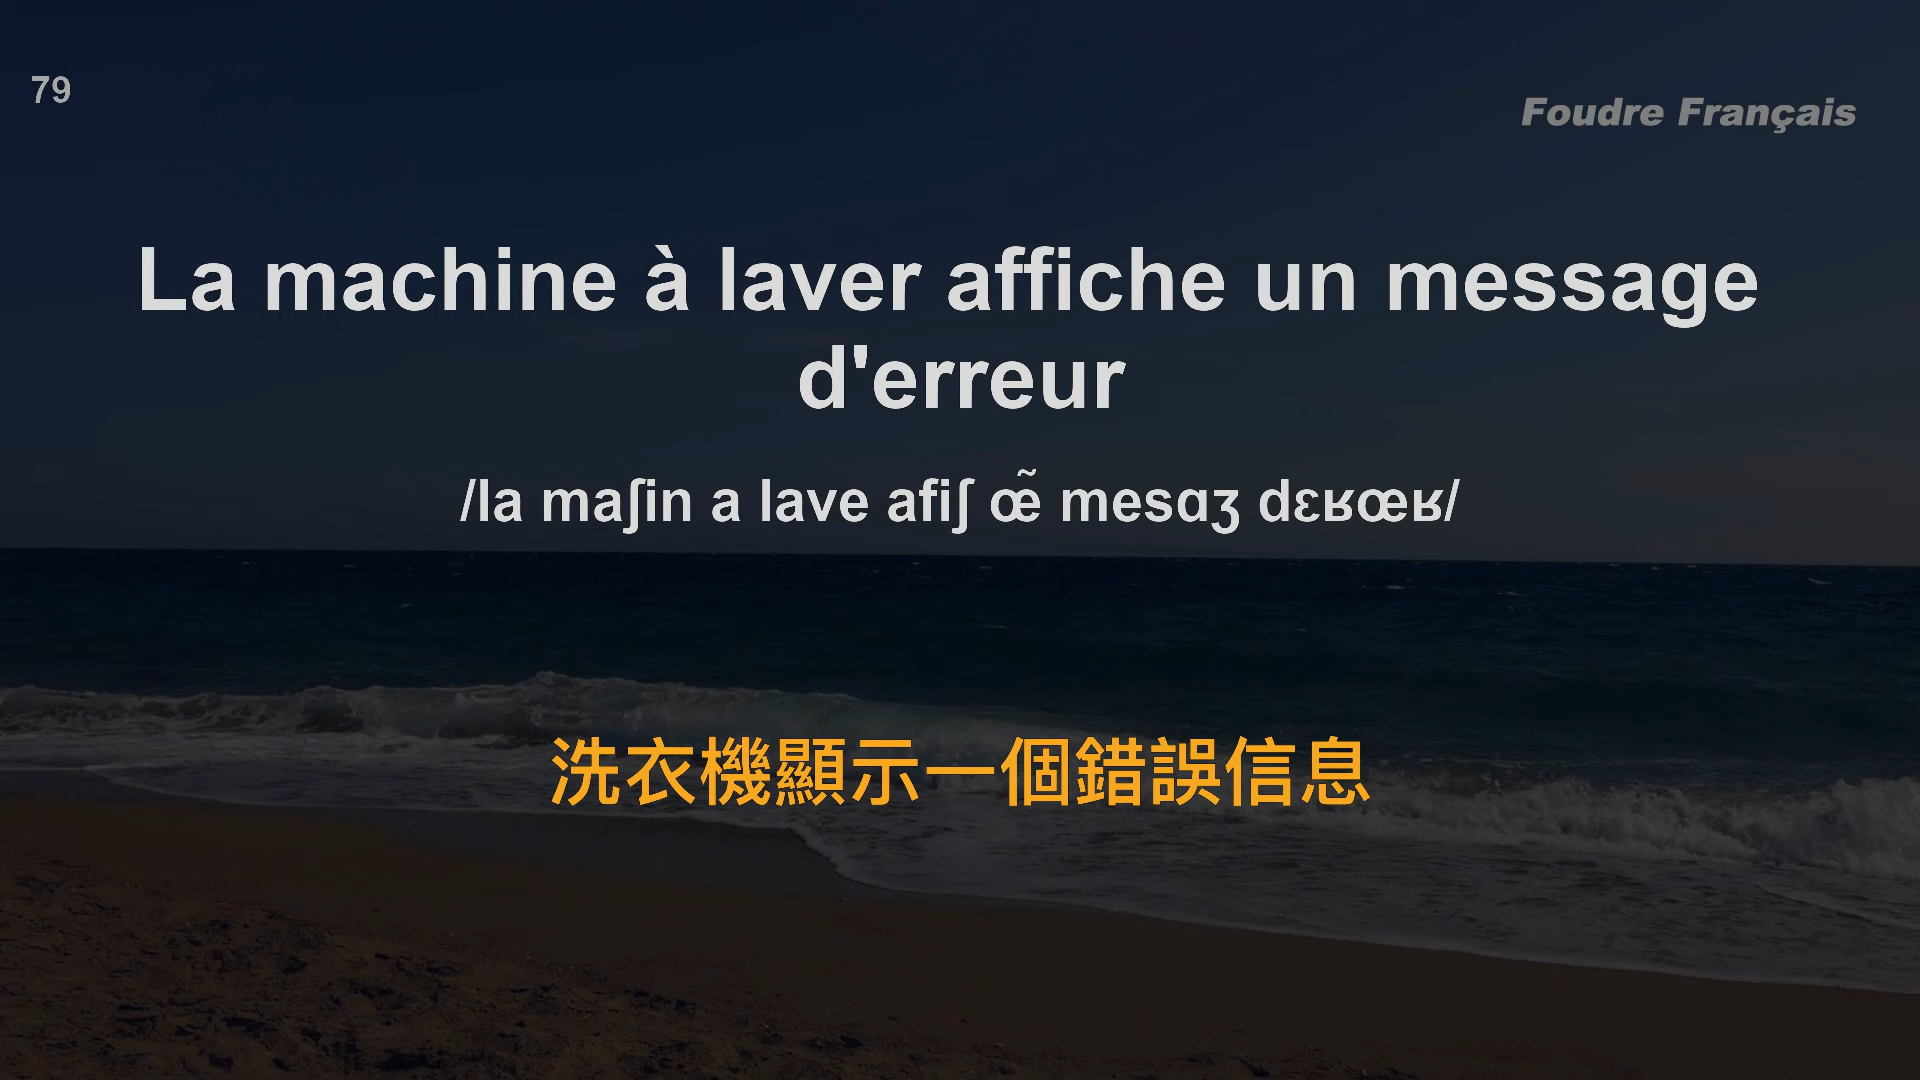 79
Foudre Français
La machine à laver affiche un message
d'erreur
/la maʃin a lave afiʃ œ̃ mesɑʒ dɛʁœʁ/
洗衣機顯示一個錯誤信息